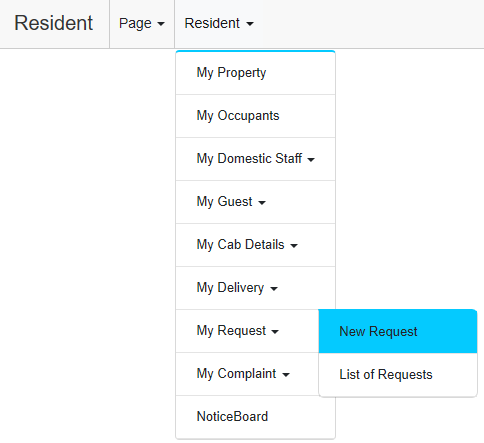 Resident
Page
Resident
My Property
My Occupants
My Domestic Staff
My Guest
My Cab Details
My Delivery
My Request
New Request
List of Requests
My Complaint
NoticeBoard